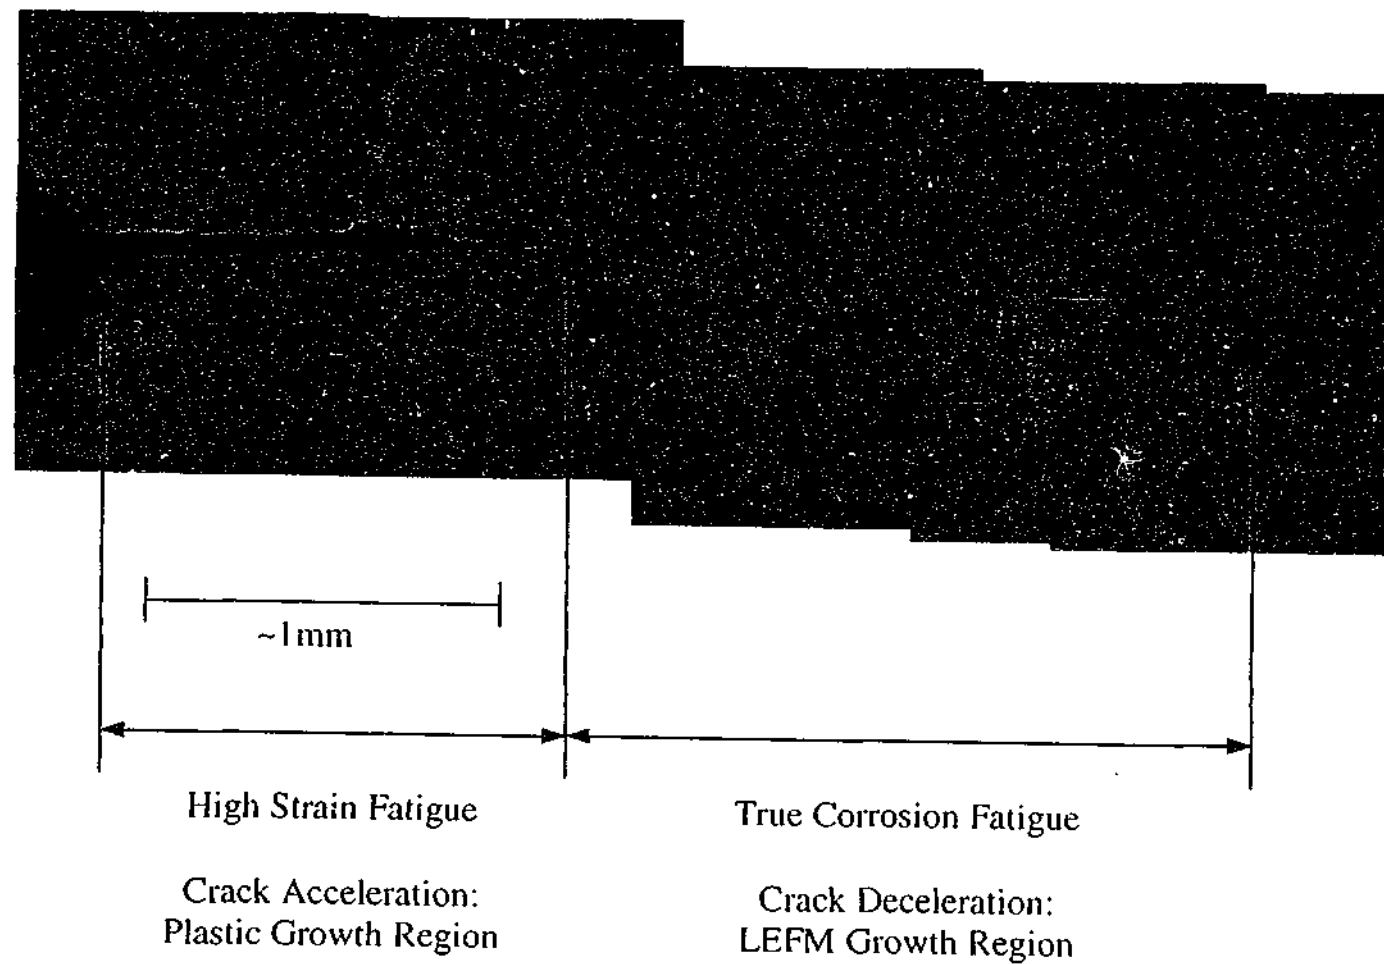 ~1mm
High Strain Fatigue
True Corrosion Fatigue
Crack Acceleration:
Plastic Growth Region
Crack Deceleration:
LEFM Growth Region